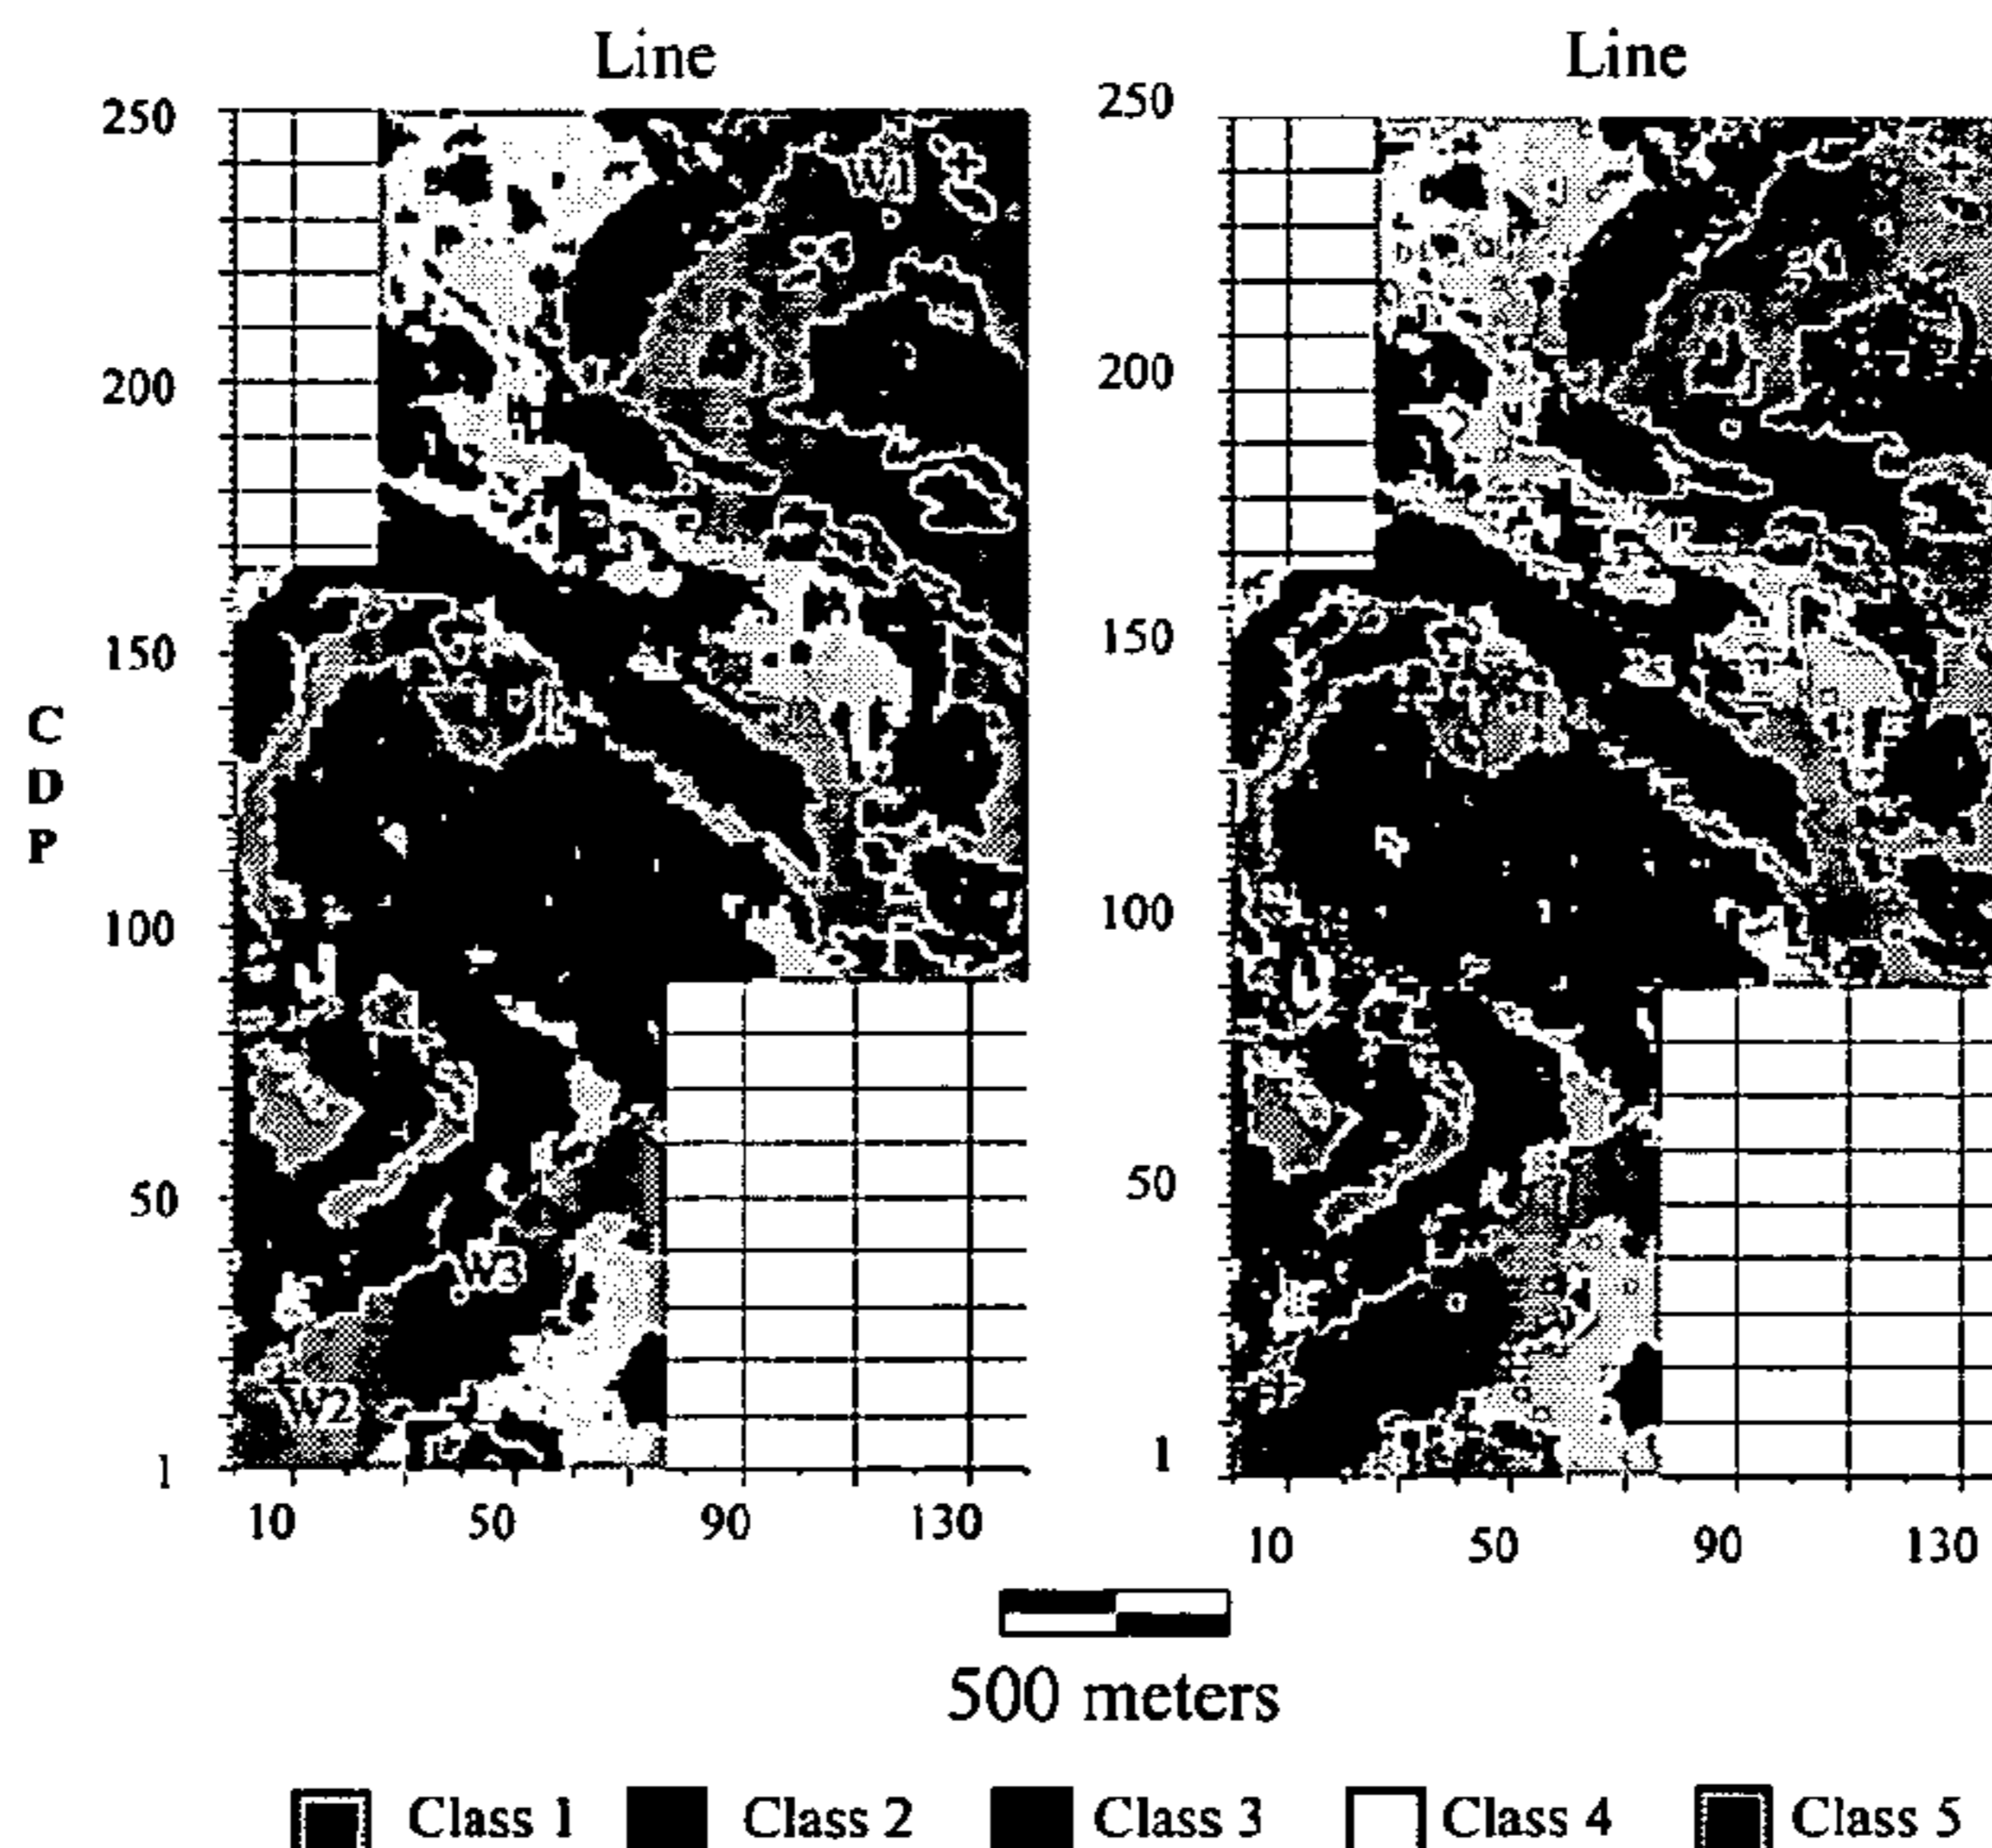 Line Line
250 250
200 200
150 150
C
D
P
100 100
50 50
1 1
W1
W3
W2
10 50 90 130 10 50 90 130
500 meters
Class 1 Class 2 Class 3 Class 4 Class 5